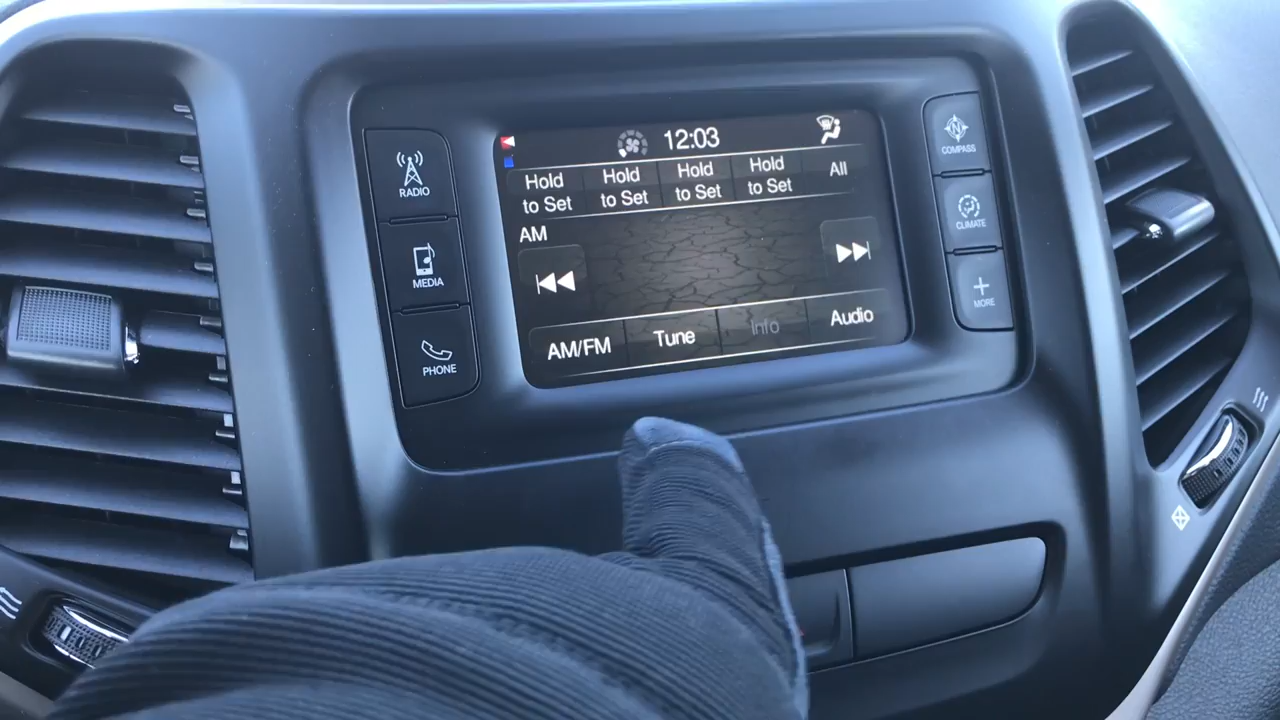 12:03
Hold to Set
Hold to Set
Hold to Set
Hold to Set
All
AM
AM/FM
Tune
Info
Audio
RADIO
MEDIA
PHONE
COMPASS
CLIMATE
MORE